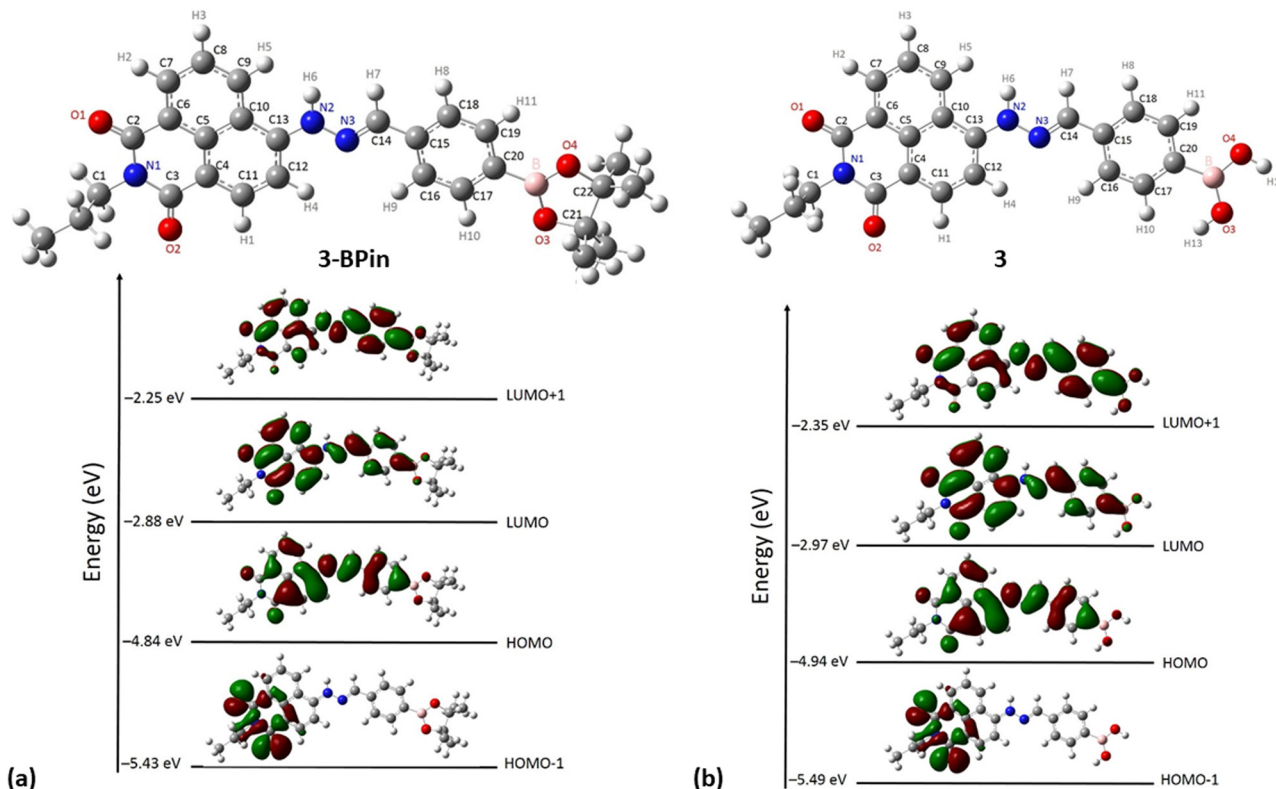 H3
C8
H2
C7
C9
H5
H6
H7
H8
H11
O1
C2
C6
C10
C13
N2
C18
C19
C5
N3
C14
C15
C20
B
O4
N1
C4
C12
C16
C17
C22
C1
C3
C11
H4
H9
C21
O2
H1
H10
O3
3-BPin
Energy (eV)
−2.25 eV
LUMO+1
−2.88 eV
LUMO
−4.84 eV
HOMO
−5.43 eV
HOMO-1
(a)
H3
C8
H2
C7
C9
H5
H6
H7
H8
H11
O1
C2
C6
C10
C13
N2
C18
C19
O4
C5
N3
C14
C15
C20
B
N1
C4
C12
C16
C17
C1
C3
C11
H4
H9
O2
H1
H10
H13
O3
3
Energy (eV)
−2.35 eV
LUMO+1
−2.97 eV
LUMO
−4.94 eV
HOMO
−5.49 eV
HOMO-1
(b)